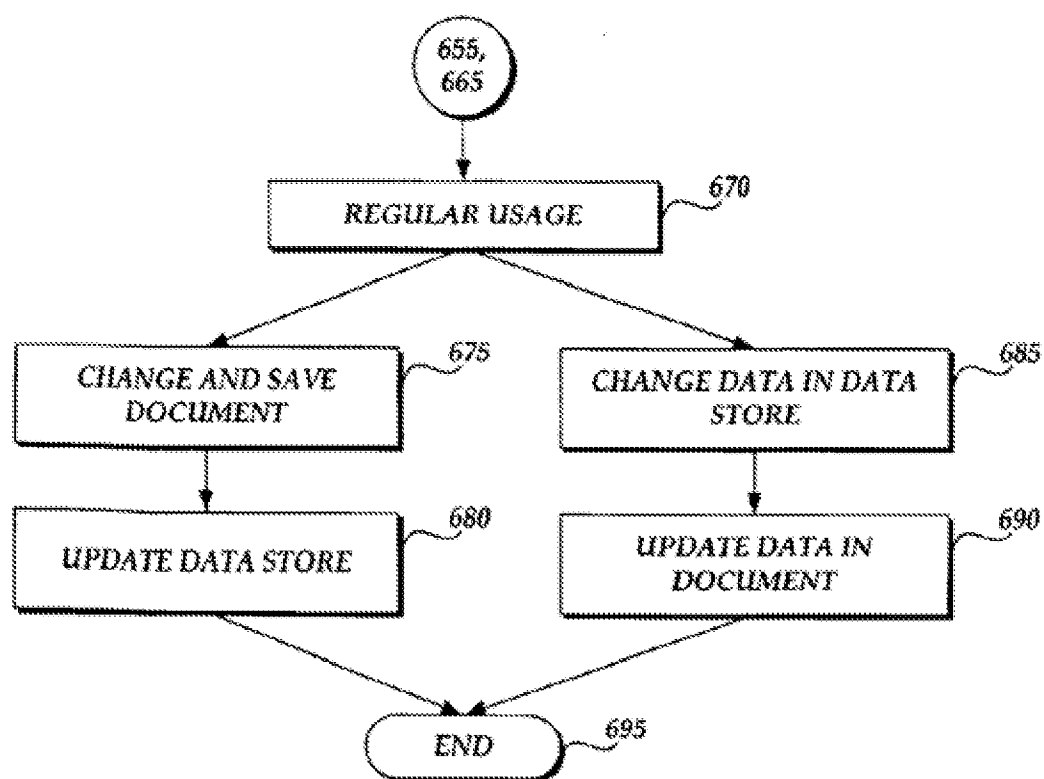 655,
665
REGULAR USAGE
670
CHANGE AND SAVE
DOCUMENT
675
CHANGE DATA IN DATA
STORE
685
UPDATE DATA STORE
680
UPDATE DATA IN
DOCUMENT
690
END
695